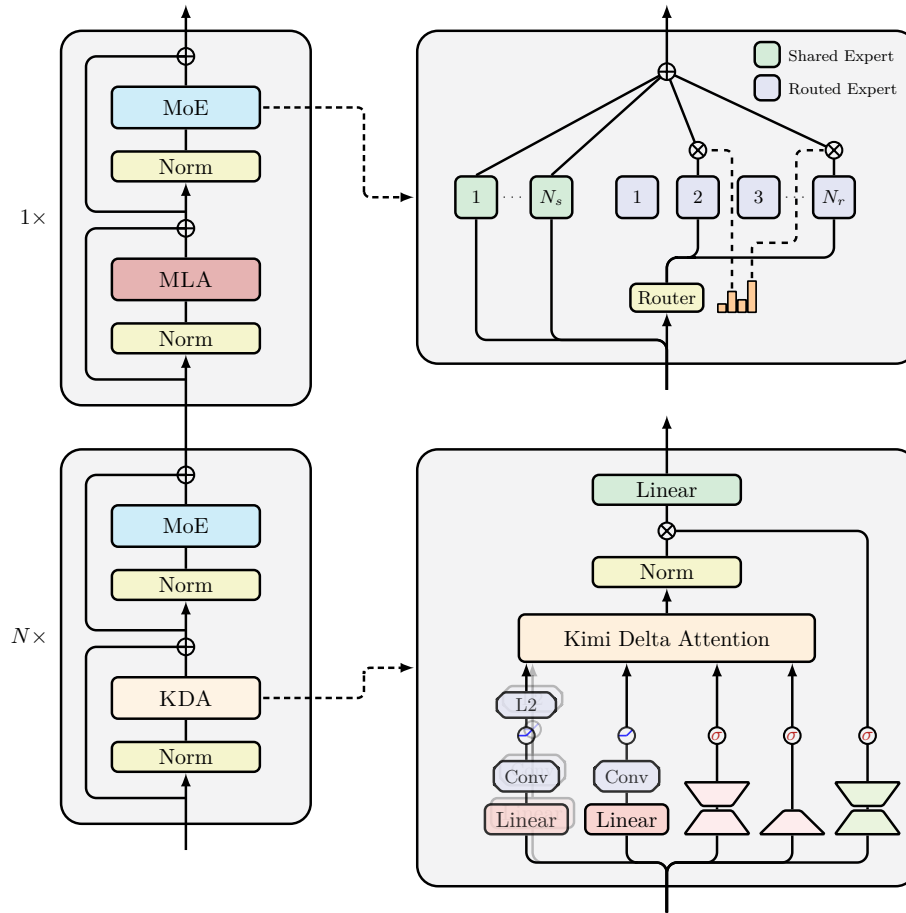 MoE
Norm
1×
MLA
Norm
MoE
Norm
N×
KDA
Norm
Shared Expert
Routed Expert
1 ··· N_s 1 2 3 ··· N_r
Router
Linear
Norm
Kimi Delta Attention
L2
σ σ σ
Conv Conv
Linear Linear